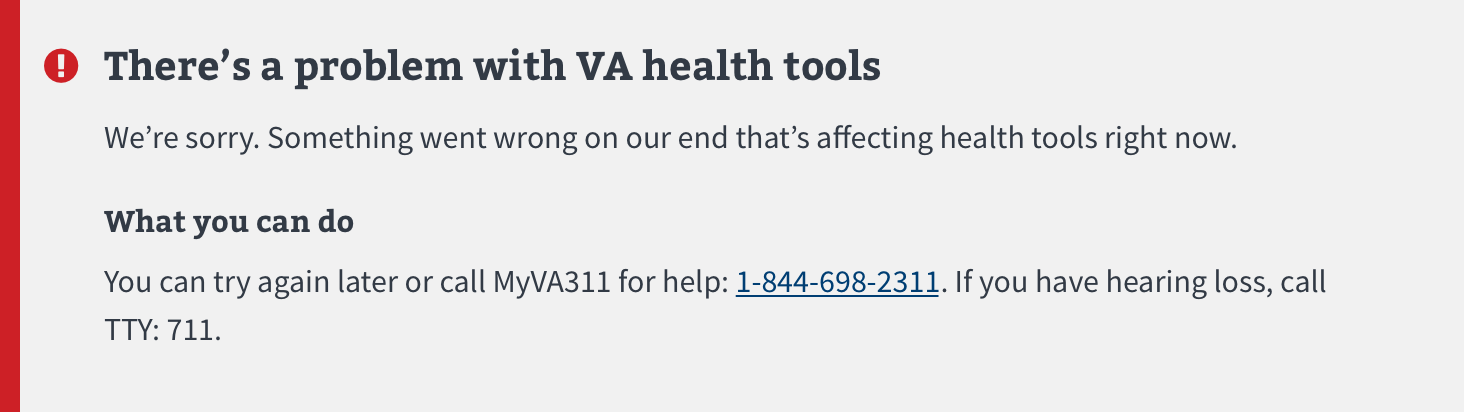 There’s a problem with VA health tools
We’re sorry. Something went wrong on our end that’s affecting health tools right now.
What you can do
You can try again later or call MyVA311 for help: 1-844-698-2311. If you have hearing loss, call
TTY: 711.